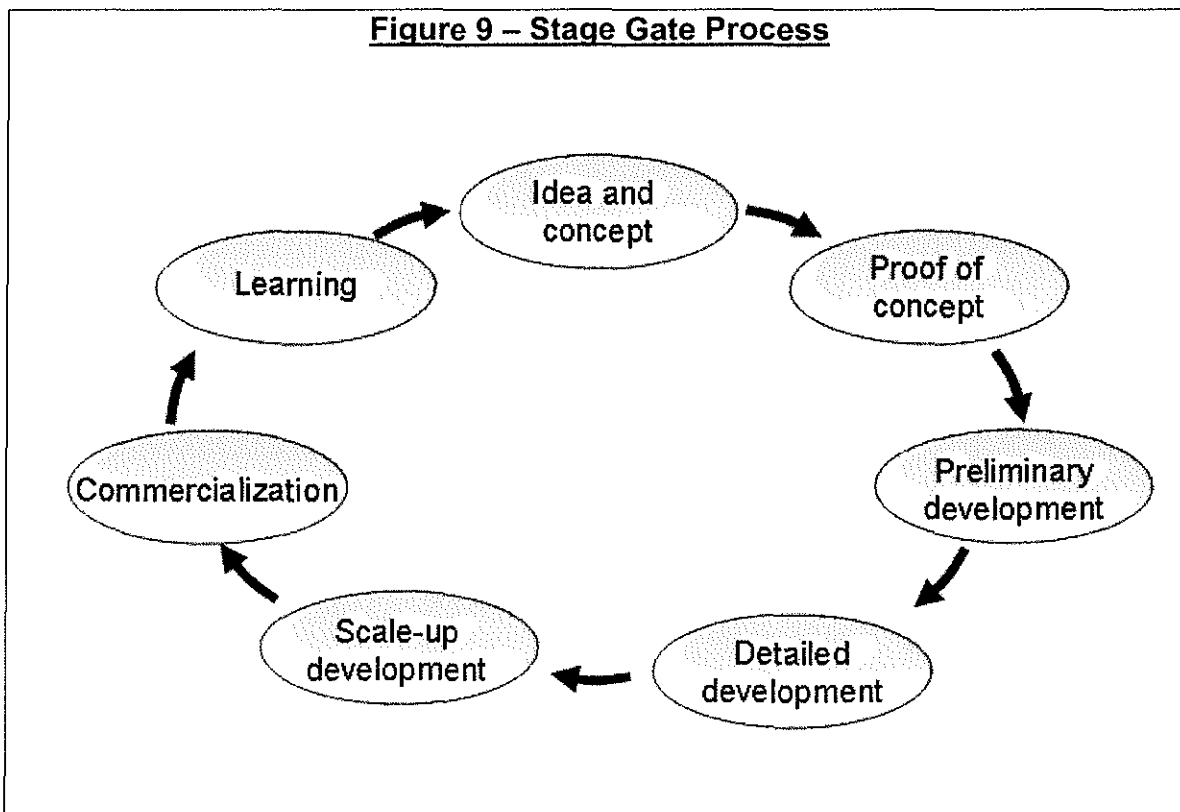 Figure 9 – Stage Gate Process
Idea and
concept
Proof of
concept
Preliminary
development
Detailed
development
Scale-up
development
Commercialization
Learning